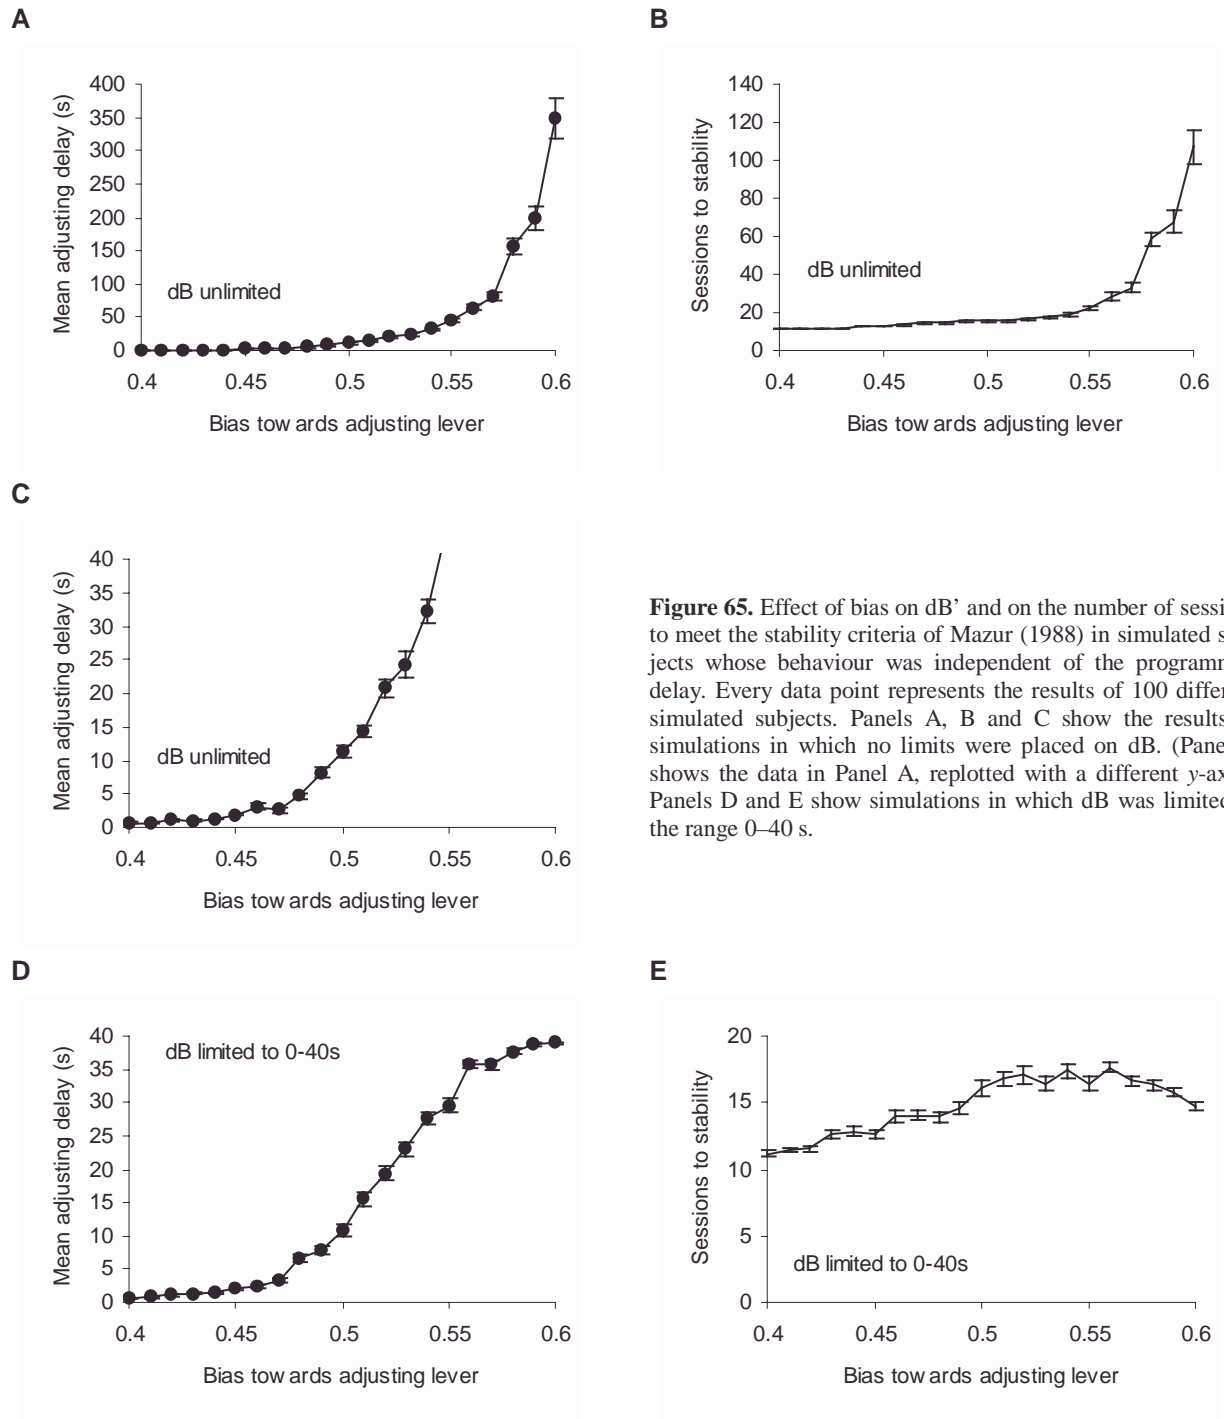 A
400
350
300
250
200
150
100
50
0
Mean adjusting delay (s)
dB unlimited
0.4 0.45 0.5 0.55 0.6
Bias tow ards adjusting lever
B
140
120
100
80
60
40
20
0
Sessions to stability
dB unlimited
0.4 0.45 0.5 0.55 0.6
Bias tow ards adjusting lever
C
40
35
30
25
20
15
10
5
0
Mean adjusting delay (s)
dB unlimited
0.4 0.45 0.5 0.55 0.6
Bias tow ards adjusting lever
Figure 65. Effect of bias on dB’ and on the number of sessi
to meet the stability criteria of Mazur (1988) in simulated s
jects whose behaviour was independent of the programm
delay. Every data point represents the results of 100 differ
simulated subjects. Panels A, B and C show the results
simulations in which no limits were placed on dB. (Pane
shows the data in Panel A, replotted with a different y-ax
Panels D and E show simulations in which dB was limited
the range 0–40 s.
D
40
35
30
25
20
15
10
5
0
Mean adjusting delay (s)
dB limited to 0-40s
0.4 0.45 0.5 0.55 0.6
Bias tow ards adjusting lever
E
20
15
10
5
0
Sessions to stability
dB limited to 0-40s
0.4 0.45 0.5 0.55 0.6
Bias tow ards adjusting lever